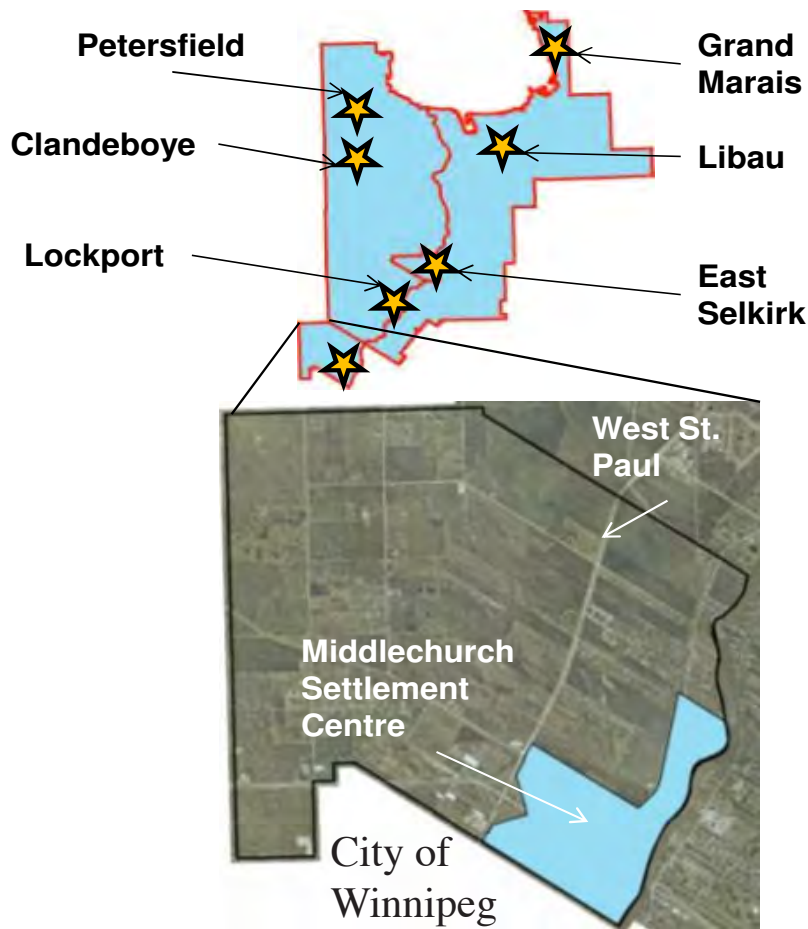 Petersfield
Grand
Marais
Clandeboye
Libau
Lockport
East
Selkirk
West St.
Paul
Middlechurch
Settlement
Centre
City of
Winnipeg